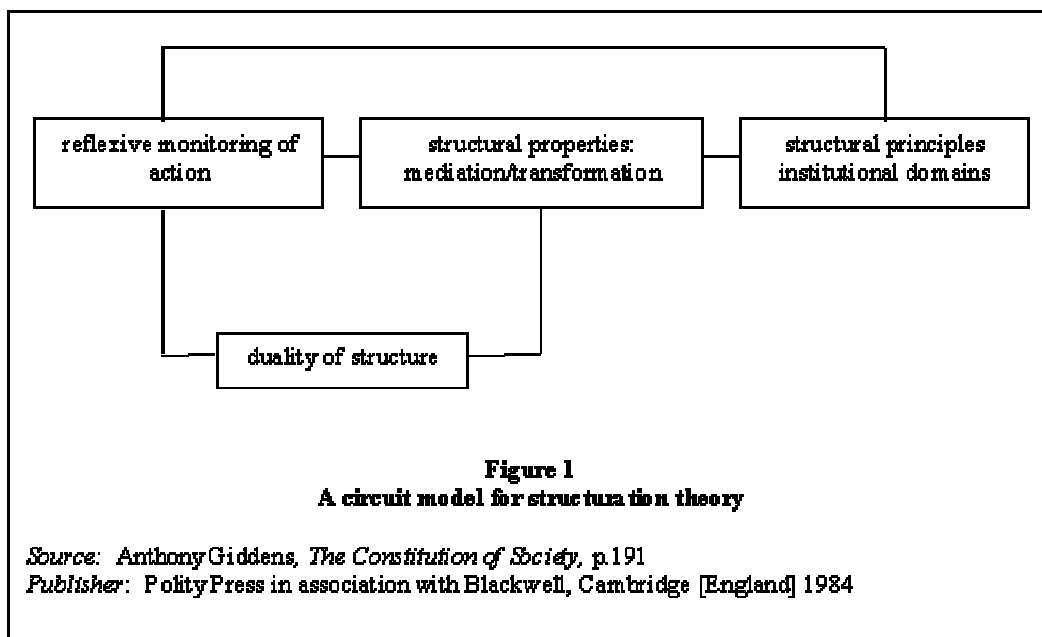 reflexive monitoring of
action
structural properties:
mediation/transformation
structural principles
institutional domains
duality of structure
Figure 1
A circuit model for structuration theory
Source: Anthony Giddens, The Constitution of Society, p.191
Publisher: Polity Press in association with Blackwell, Cambridge [England] 1984